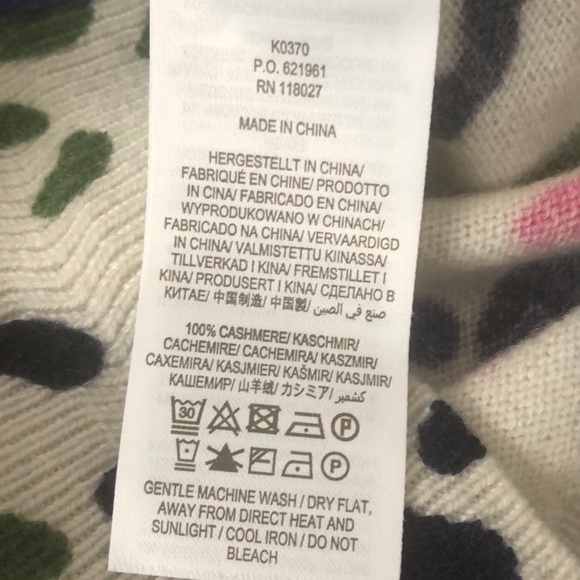 K0370
P.O. 621961
RN 118027
MADE IN CHINA
HERGESTELLT IN CHINA/
FABRIQUÉ EN CHINE/ PRODOTTO
IN CINA/ FABRICADO EN CHINA/
WYPRODUKOWANO W CHINACH/
FABRICADO NA CHINA/ VERVAARDIGD
IN CHINA/ VALMISTETTU KIINASSA/
TILLVERKAD I KINA/ FREMSTILLET I
KINA/ PRODUSERT I KINA/ СДЕЛАНО В
КИТАЕ/ 中国制造/ 中国製/ صنع في الصين
100% CASHMERE/ KASCHMIR/
CACHEMIRE/ CACHEMIRA/ KASZMIR/
CAXEMIRA/ KASJMIER/ KAŠMIR/ KASJMIR/
КАШЕМИР/ 山羊绒/ カシミア/ كشمير
30 P
P
GENTLE MACHINE WASH / DRY FLAT,
AWAY FROM DIRECT HEAT AND
SUNLIGHT / COOL IRON / DO NOT
BLEACH